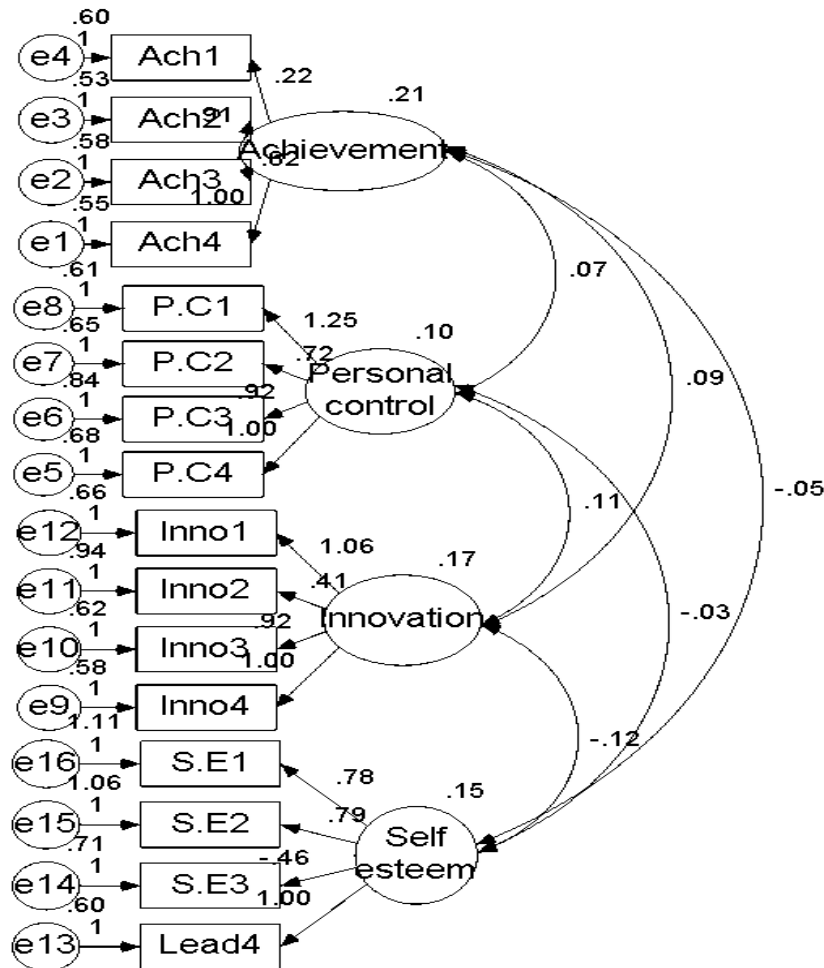 .60
1
e4 Ach1
.22
.21
.53
1
e3 Ach2 .91
Achievement
.58
1
e2 Ach3 .62
1.00
.55
1
e1 Ach4
.07
.61
1
e8 P.C1 1.25
.10
.65
1
e7 P.C2 .72
Personal
control
.09
.84
1
e6 P.C3 .92
1.00
.68
1
e5 P.C4
-.05
.11
.66
1
e12 Inno1 1.06
.17
.94
1
e11 Inno2 .41
Innovation
-.03
.62
1
e10 Inno3 .92
1.00
.58
1
e9 Inno4
-.12
1.11
1
e16 S.E1 .78
.15
1.06
1
e15 S.E2 .79
Self
esteem
.71
1
e14 S.E3 -.46
1.00
.60
1
e13 Lead4